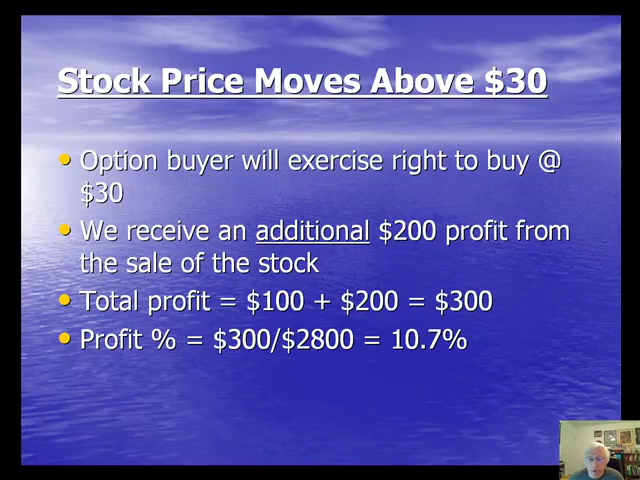 Stock Price Moves Above $30
• Option buyer will exercise right to buy @
$30
• We receive an additional $200 profit from
the sale of the stock
• Total profit = $100 + $200 = $300
• Profit % = $300/$2800 = 10.7%